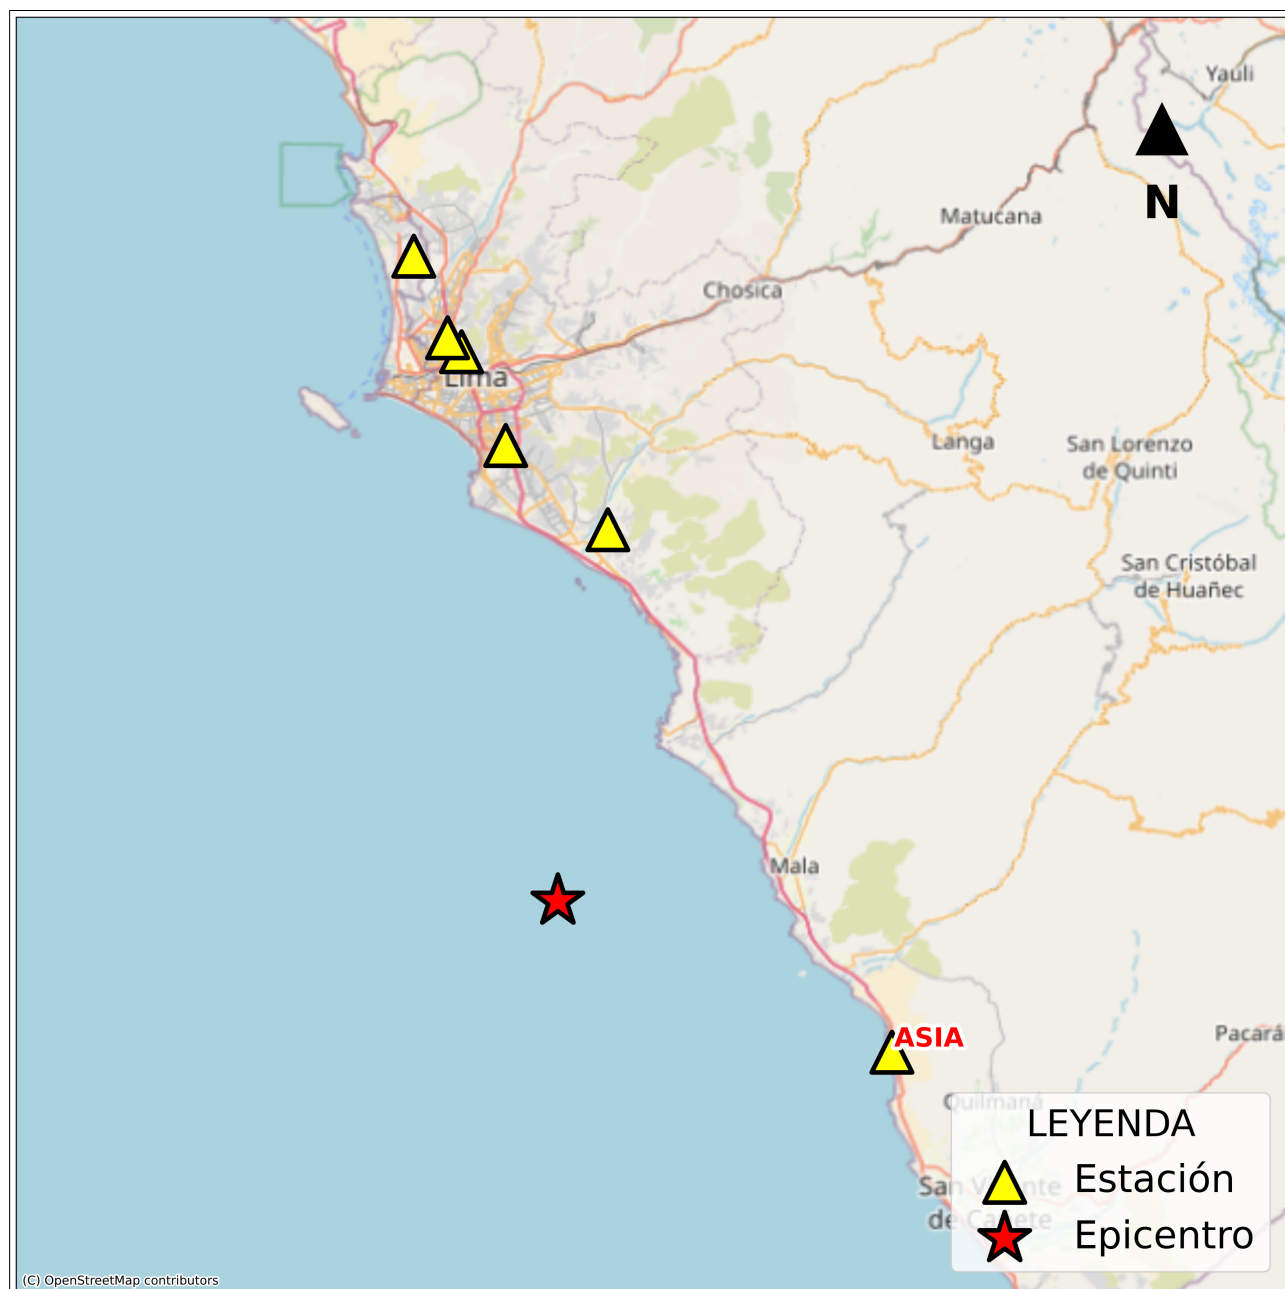 Yauli
N
Matucana
Chosica
Lima
Langa
San Lorenzo
de Quinti
San Cristóbal
de Huañec
Mala
ASIA
Pacará
Quilmaná
LEYENDA
San Vicente
de Cañete
Estación
Epicentro
(C) OpenStreetMap contributors